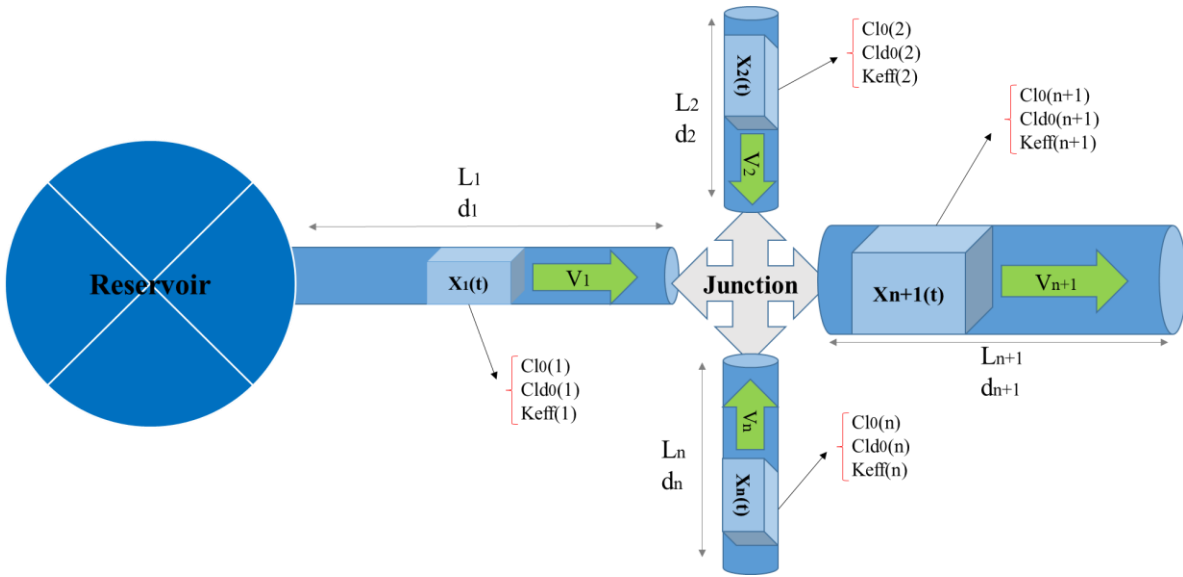 Reservoir
L1
d1
X1(t)
V1
Cl0(1)
Cld0(1)
Keff(1)
L2
d2
X2(t)
V2
Cl0(2)
Cld0(2)
Keff(2)
Junction
Ln
dn
Vn
Xn(t)
Cl0(n)
Cld0(n)
Keff(n)
Cl0(n+1)
Cld0(n+1)
Keff(n+1)
Xn+1(t)
Vn+1
Ln+1
dn+1